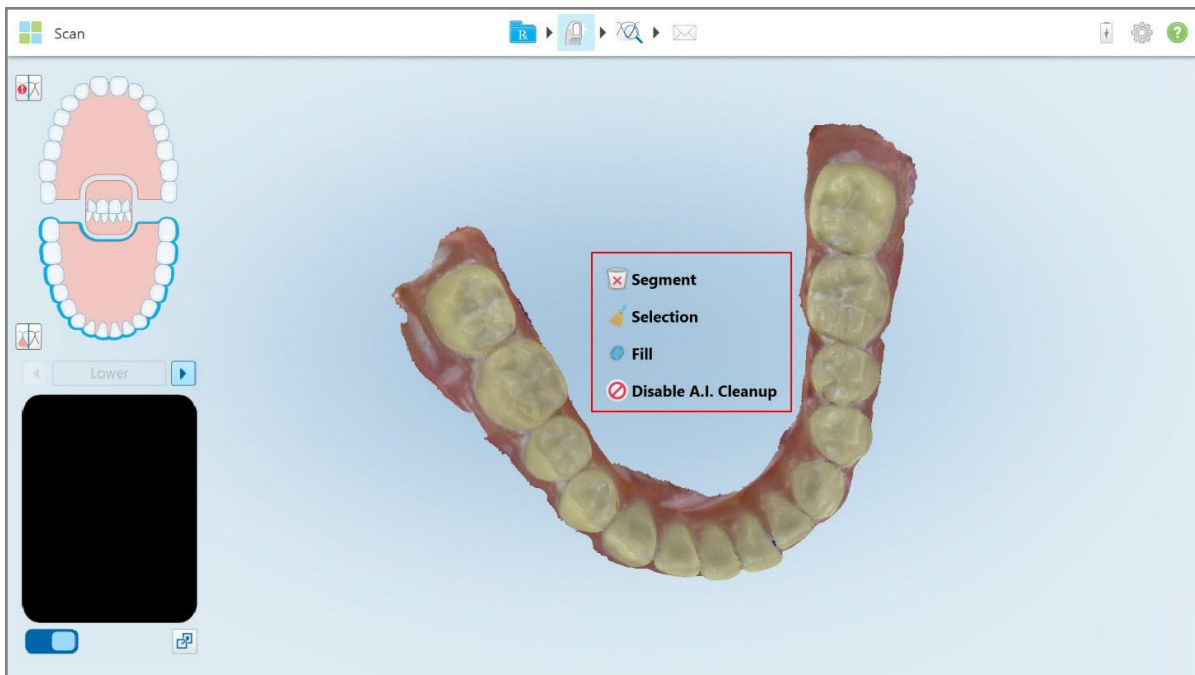 Scan
R
?
Lower
Segment
Selection
Fill
Disable A.I. Cleanup